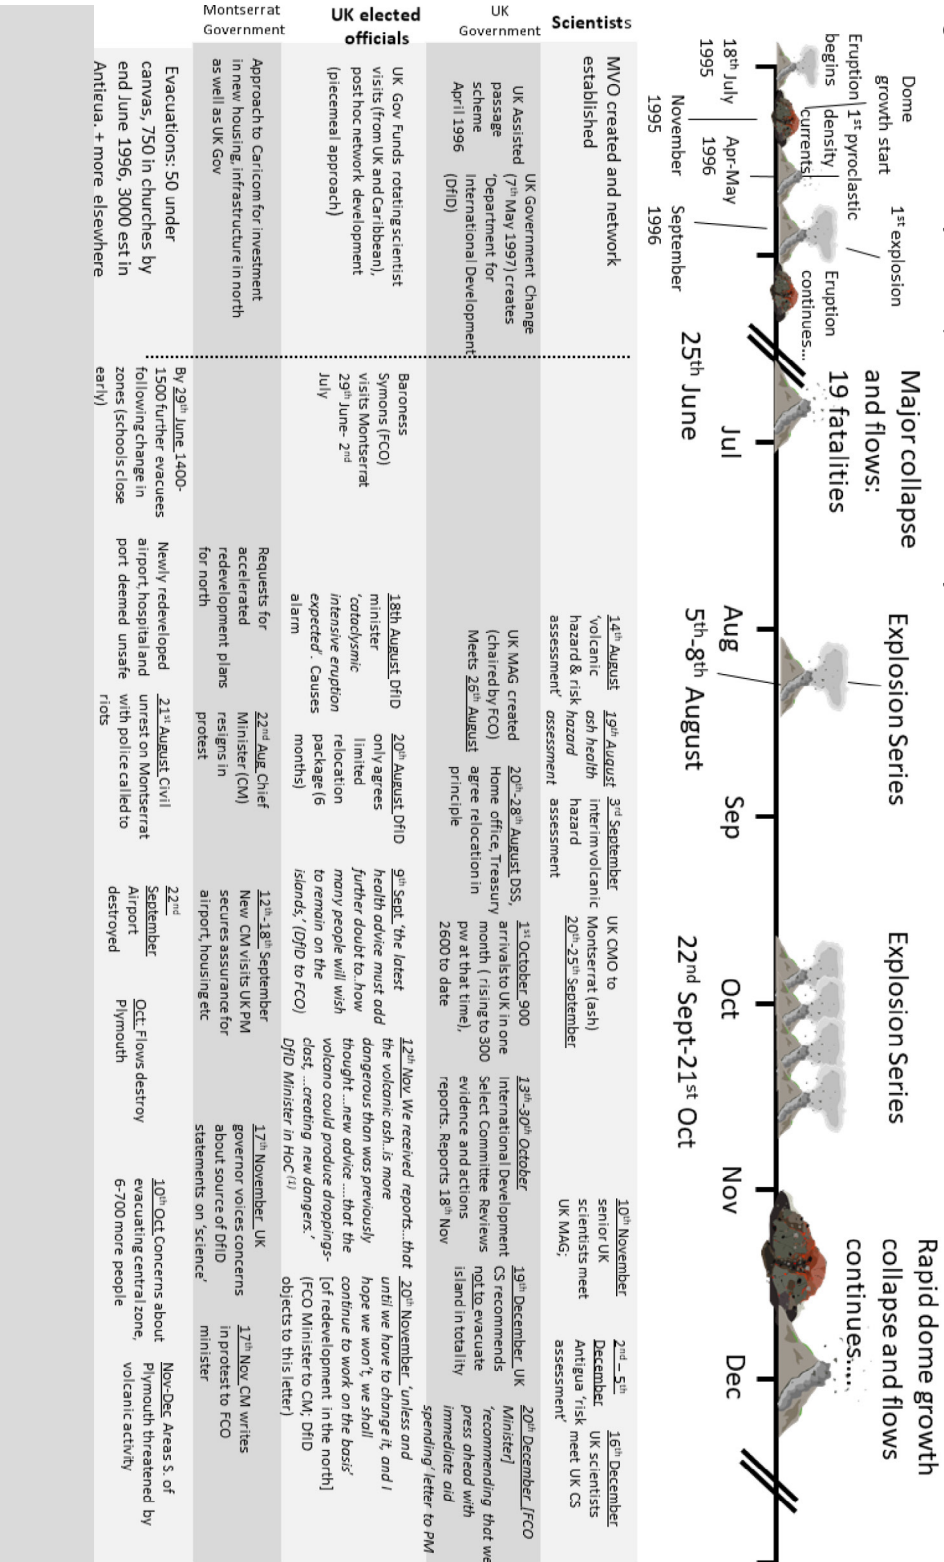 Dome
growth start
Eruption
begins
1st pyroclastic
density
currents
1st explosion
Eruption
continues...
Major collapse
and flows:
19 fatalities
Explosion Series
Explosion Series
Rapid dome growth
collapse and flows
continues....
18th July
1995
November
1995
Apr-May
1996
September
1996
Jul
25th June
Aug
5th-8th August
Sep
Oct
22nd Sept-21st Oct
Nov
Dec
Scientists
MVO created and network
established
14th August
'volcanic
hazard & risk
assessment'
19th August
ash health
hazard
assessment
3rd September
interim volcanic
hazard
assessment
UK CMO to
Montserrat (ash)
20th-25th September
10th November
senior UK
scientists meet
UK MAG;
2nd – 5th
December
Antigua 'risk
assessment'
16th December
UK scientists
meet UK CS
UK
Government
UK Assisted
passage
scheme
April 1996
UK Government Change
(7th May 1997) creates
'Department for
International Development'
(DfID)
UK MAG created
(chaired by FCO)
Meets 26th August
20th-28th August DSS,
Home office, Treasury
agree relocation in
principle
1st October 900
arrivals to UK in one
month ( rising to 300
pw at that time),
2600 to date
13th-30th October
International Development
Select Committee Reviews
evidence and actions
reports. Reports 18th Nov
19th December UK
CS recommends
not to evacuate
island in totality
20th December [FCO
Minister]
'recommending that we
press ahead with
immediate aid
spending' letter to PM
UK elected
officials
UK Gov Funds rotating scientist
visits (from UK and Caribbean),
post hoc network development
(piecemeal approach)
Baroness
Symons (FCO)
visits Montserrat
29th June- 2nd
July
18th August DfID
minister
'cataclysmic
intensive eruption
expected'. Causes
alarm
20th August DfID
only agrees
limited
relocation
package (6
months)
9th Sept 'the latest
health advice must add
further doubt to..how
many people will wish
to remain on the
islands,' (DfID to FCO)
12th Nov We received reports...that
the volcanic ash..is more
dangerous than was previously
thought ...new advice ....that the
volcano could produce droppings-
clast, ...creating new dangers.'
DfID Minister in HoC (1)
20th November 'unless and
until we have to change it, and I
hope we won't, we shall
continue to work on the basis'
[of redevelopment in the north]
(FCO Minister to CM; DfID
objects to this letter)
Montserrat
Government
Approach to Caricom for investment
in new housing, infrastructure in north
as well as UK Gov
Requests for
accelerated
redevelopment plans
for north
22nd Aug Chief
Minister (CM)
resigns in
protest
12th-18th September
New CM visits UK PM
secures assurance for
airport, housing etc
17th November UK
governor voices concerns
about source of DfID
statements on 'science'
17th Nov CM writes
in protest to FCO
minister
Evacuations: 50 under
canvas, 750 in churches by
end June 1996, 3000 est in
Antigua. + more elsewhere
By 29th June 1400-
1500 further evacuees
following change in
zones (schools close
early)
Newly redeveloped
airport, hospital and
port deemed unsafe
21st August Civil
unrest on Montserrat
with police called to
riots
22nd
September
Airport
destroyed
Oct: Flows destroy
Plymouth
10th Oct Concerns about
evacuating central zone,
6-700 more people
Nov-Dec Areas S. of
Plymouth threatened by
volcanic activity